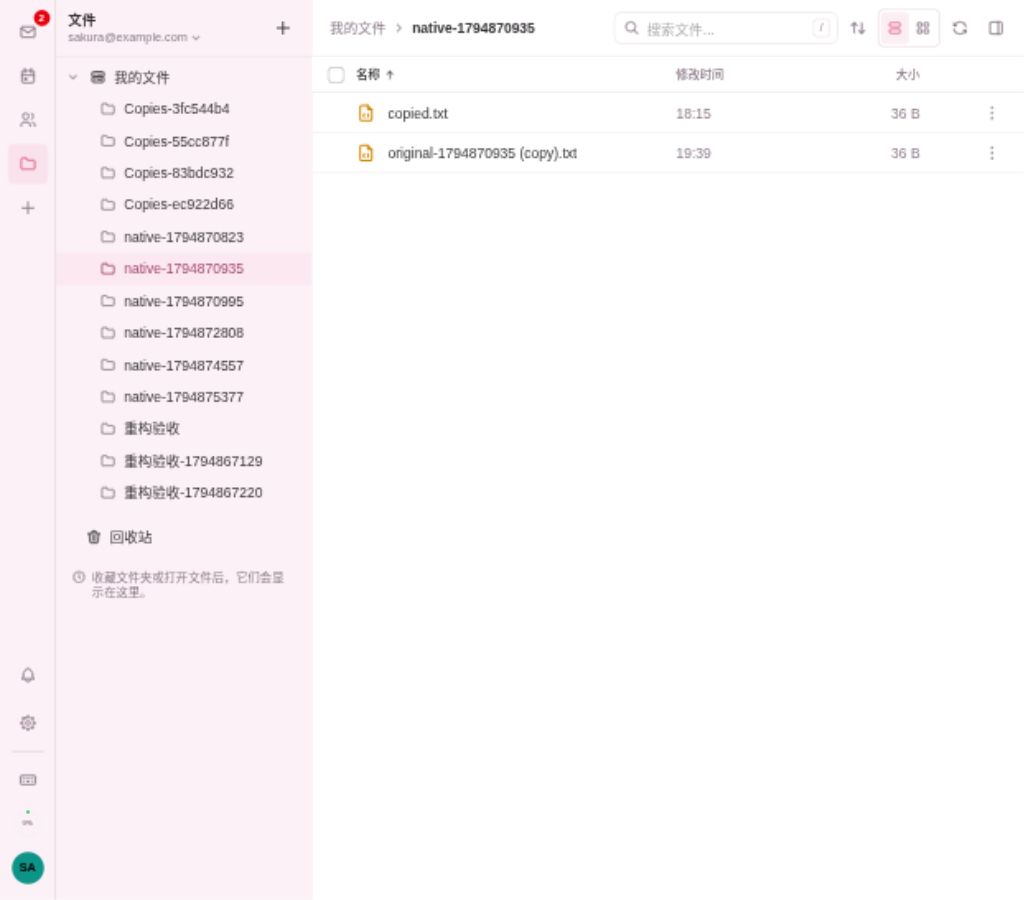 2
文件
sakura@example.com
我的文件
Copies-3fc544b4
Copies-55cc877f
Copies-83bdc932
Copies-ec922d66
native-1794870823
native-1794870935
native-1794870995
native-1794872808
native-1794874557
native-1794875377
重构验收
重构验收-1794867129
重构验收-1794867220
回收站
收藏文件夹或打开文件后，它们会显
示在这里。
SA
我的文件 > native-1794870935
搜索文件... /
名称 ↑ 修改时间 大小
copied.txt 18:15 36 B
original-1794870935 (copy).txt 19:39 36 B